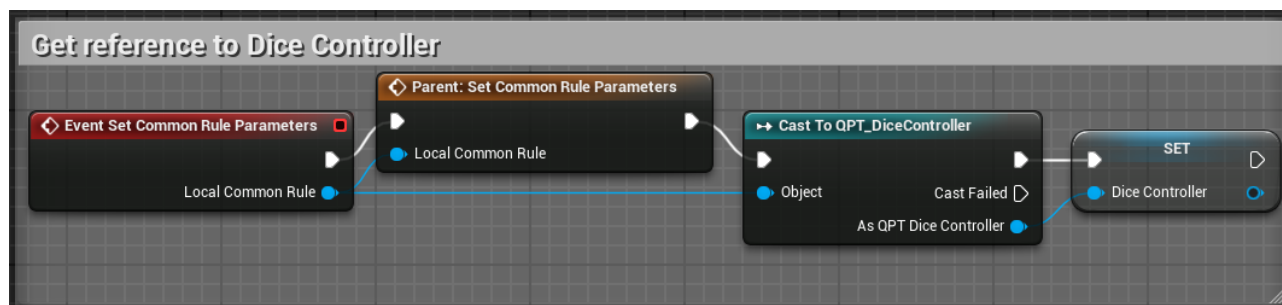 Get reference to Dice Controller
Parent: Set Common Rule Parameters
Local Common Rule
Event Set Common Rule Parameters
Local Common Rule
Cast To QPT_DiceController
Object
Cast Failed
As QPT Dice Controller
SET
Dice Controller